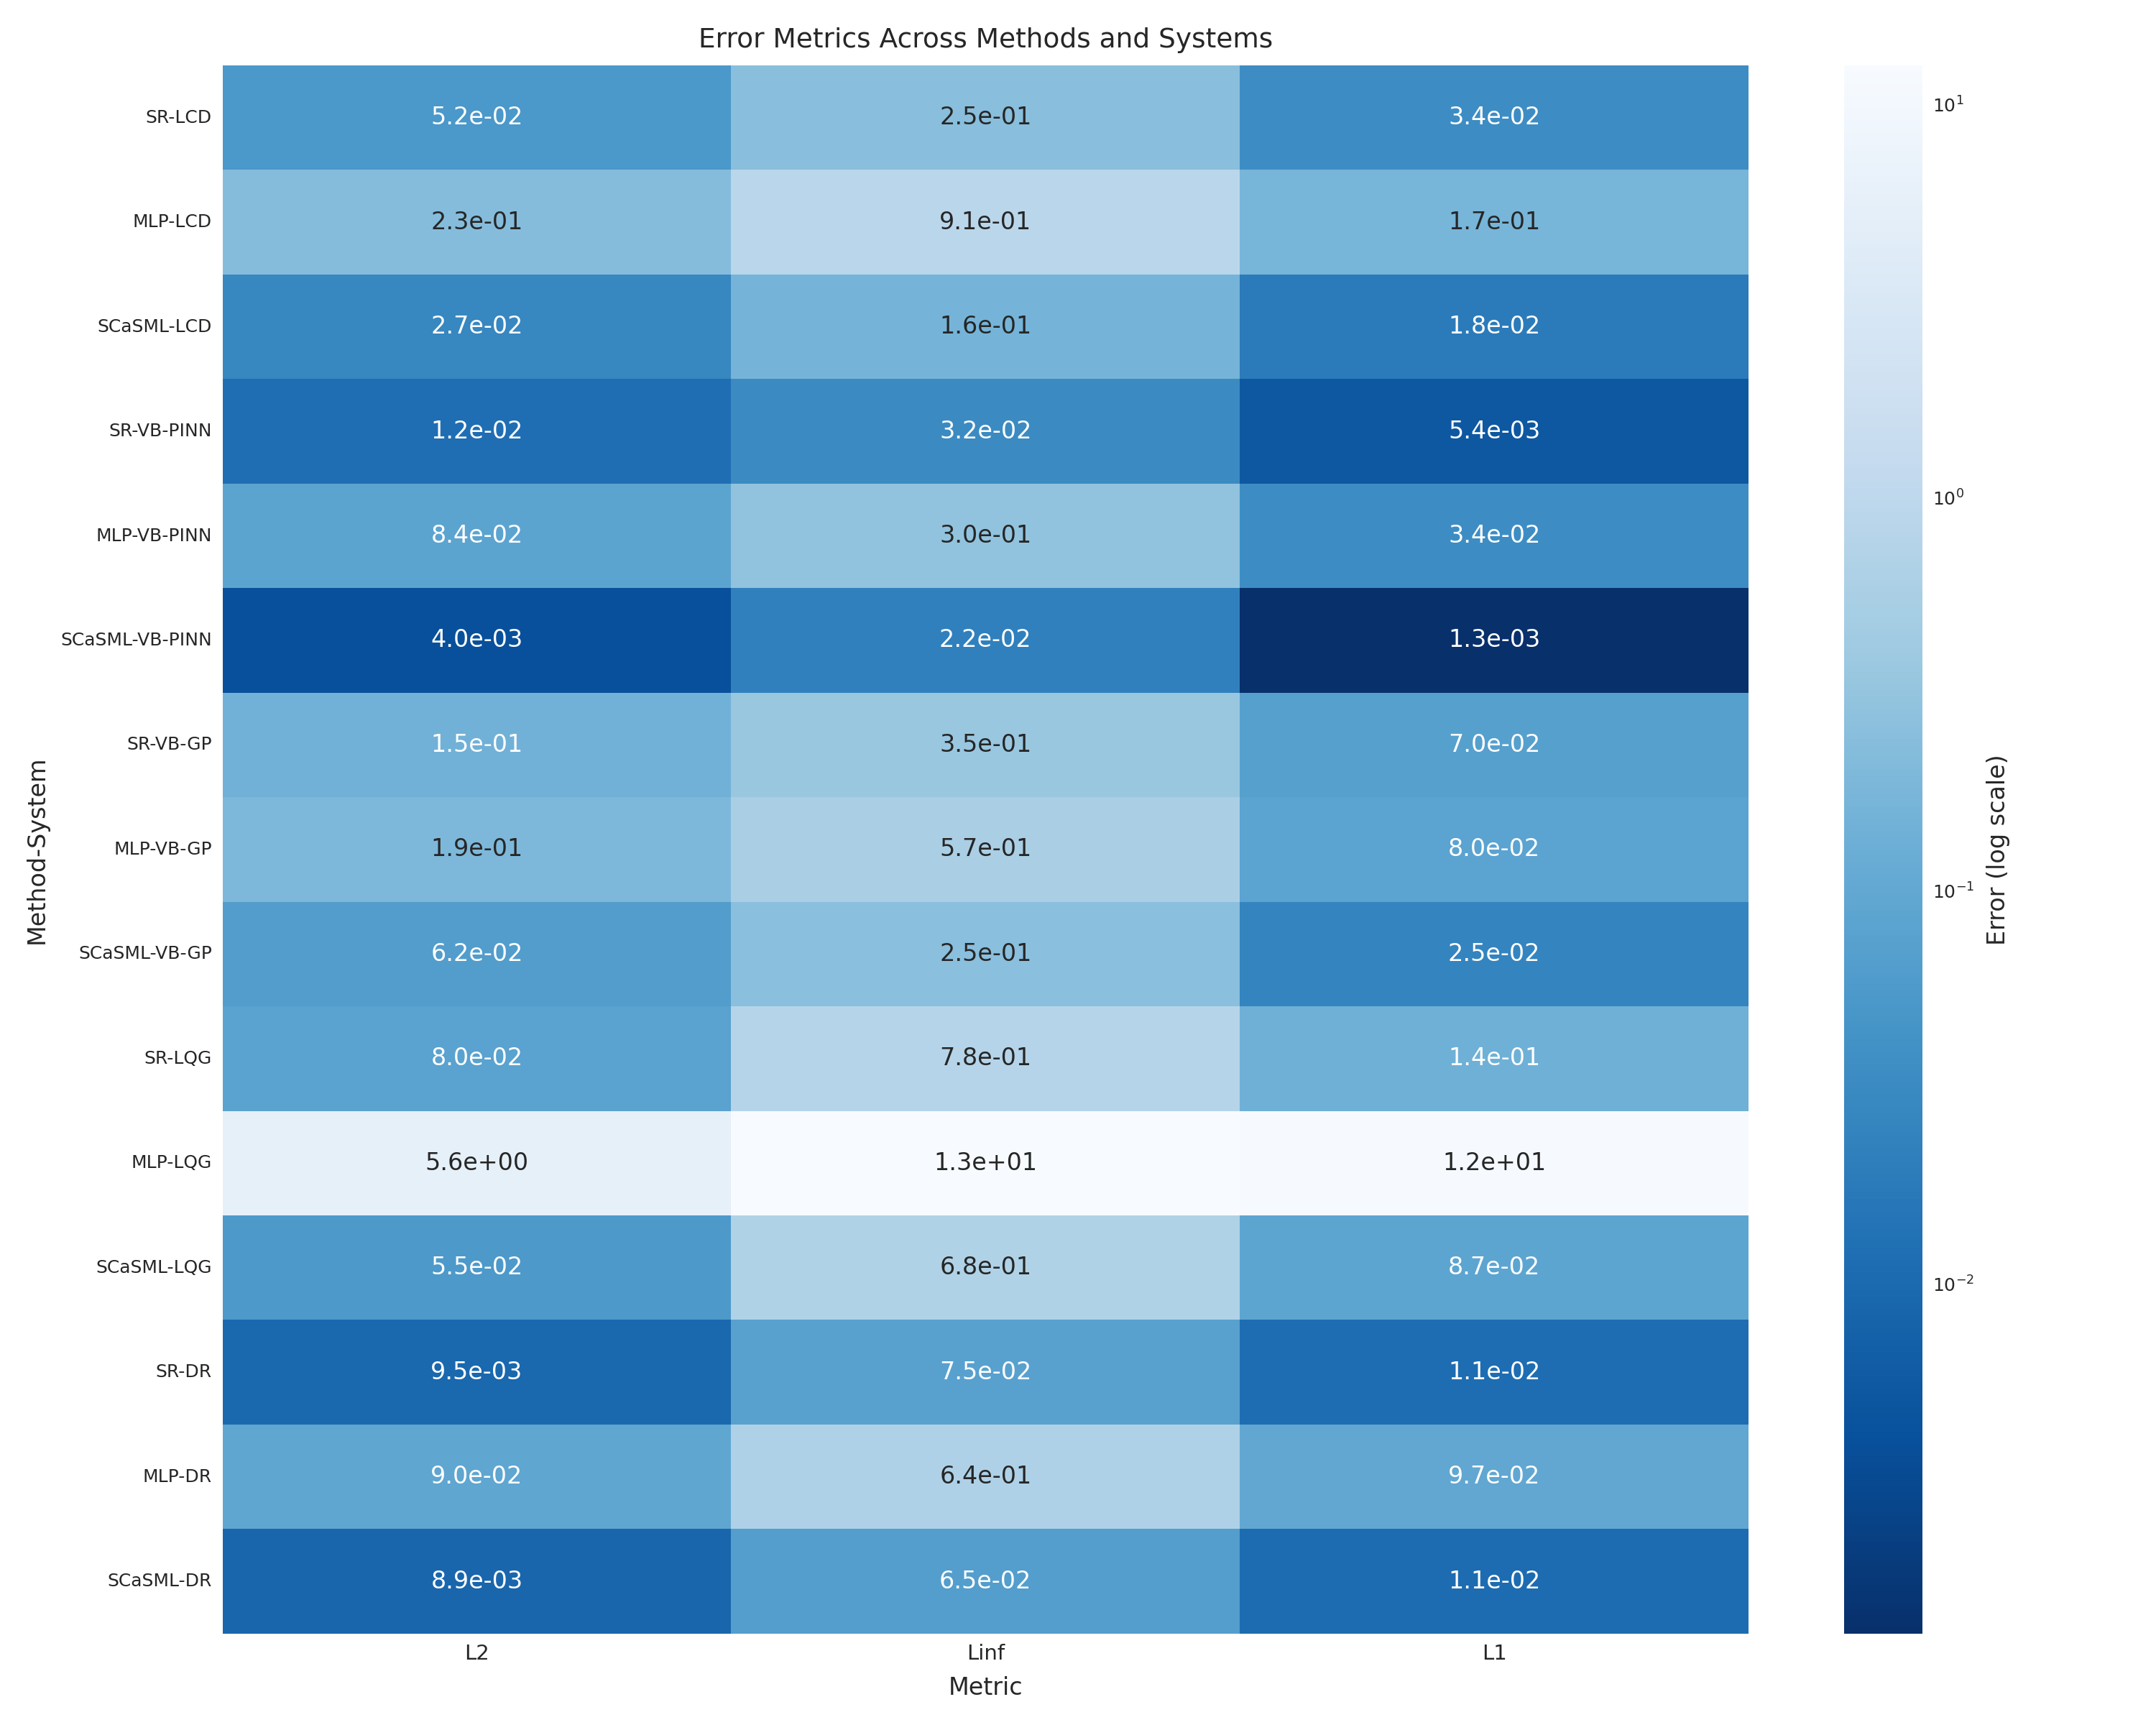 Error Metrics Across Methods and Systems
SR-LCD 5.2e-02 2.5e-01 3.4e-02
MLP-LCD 2.3e-01 9.1e-01 1.7e-01
SCaSML-LCD 2.7e-02 1.6e-01 1.8e-02
SR-VB-PINN 1.2e-02 3.2e-02 5.4e-03
MLP-VB-PINN 8.4e-02 3.0e-01 3.4e-02
SCaSML-VB-PINN 4.0e-03 2.2e-02 1.3e-03
SR-VB-GP 1.5e-01 3.5e-01 7.0e-02
MLP-VB-GP 1.9e-01 5.7e-01 8.0e-02
SCaSML-VB-GP 6.2e-02 2.5e-01 2.5e-02
SR-LQG 8.0e-02 7.8e-01 1.4e-01
MLP-LQG 5.6e+00 1.3e+01 1.2e+01
SCaSML-LQG 5.5e-02 6.8e-01 8.7e-02
SR-DR 9.5e-03 7.5e-02 1.1e-02
MLP-DR 9.0e-02 6.4e-01 9.7e-02
SCaSML-DR 8.9e-03 6.5e-02 1.1e-02
L2 Linf L1
Metric
Method-System
10¹
10⁰
10⁻¹
10⁻²
Error (log scale)